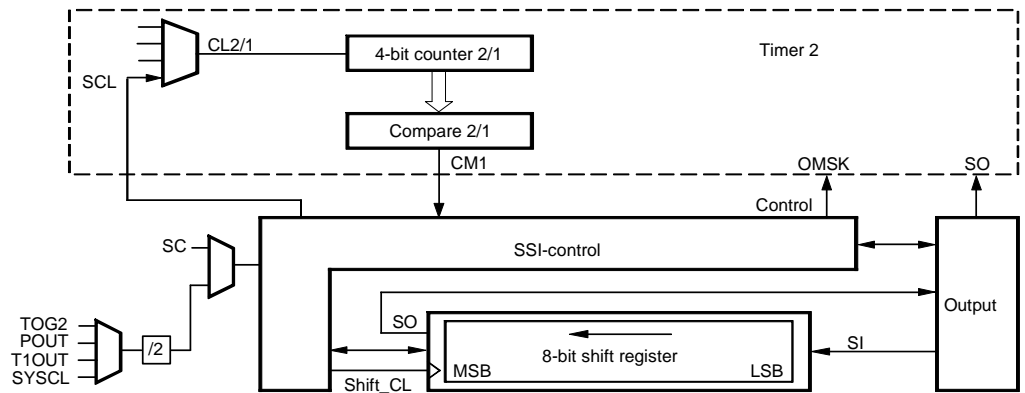 Timer 2
CL2/1
4-bit counter 2/1
SCL
Compare 2/1
CM1
OMSK
SO
Control
SC
SSI-control
Output
TOG2
POUT
T1OUT
SYSCL
/2
SO
8-bit shift register
SI
MSB
LSB
Shift_CL